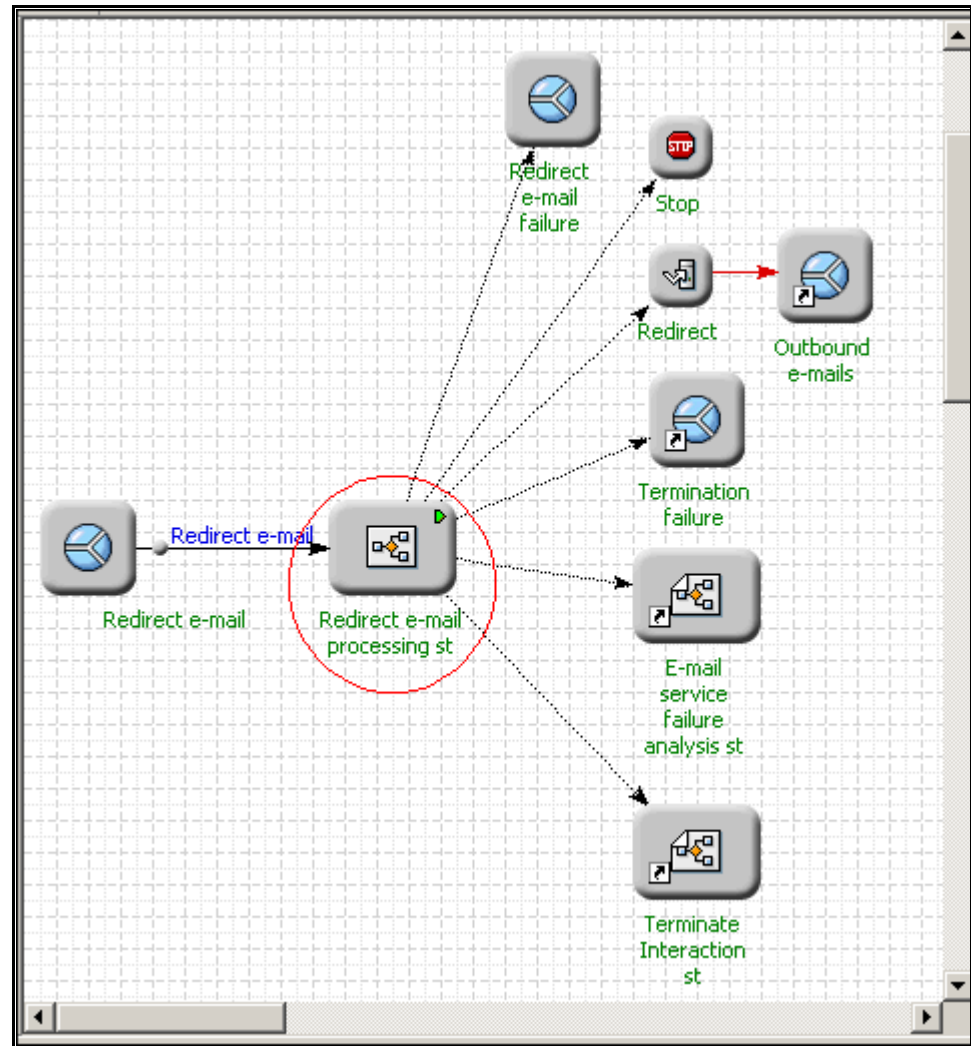 Redirect
e-mail
failure
STOP
Stop
Redirect
Outbound
e-mails
Termination
failure
Redirect e-mail
Redirect e-mail
Redirect e-mail
processing st
E-mail
service
failure
analysis st
Terminate
Interaction
st